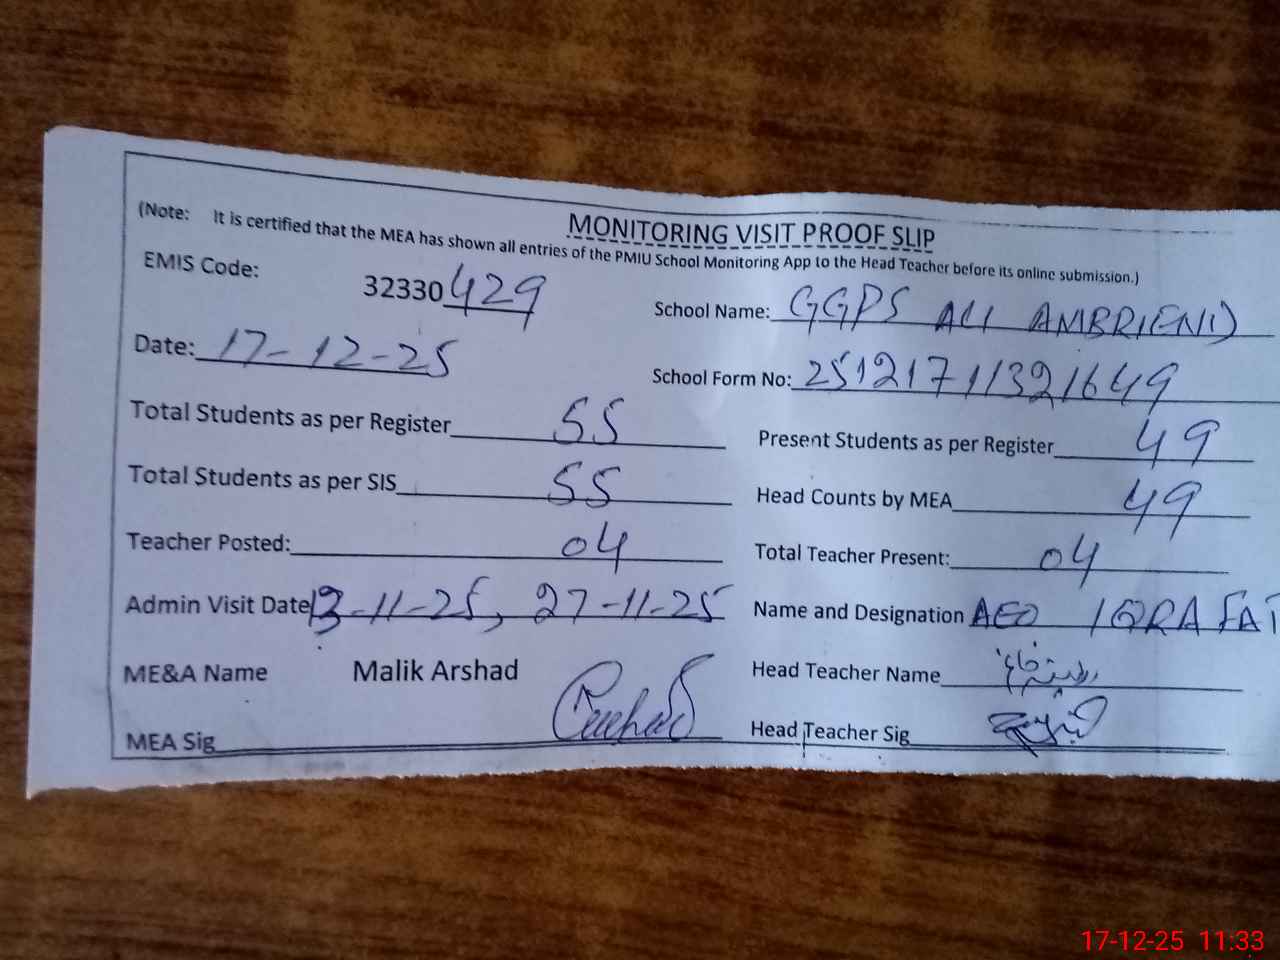 MONITORING VISIT PROOF SLIP
(Note: It is certified that the MEA has shown all entries of the PMIU School Monitoring App to the Head Teacher before its online submission.)
EMIS Code: 32330429 School Name: GGPS ALI AMBRIEND
Date: 17-12-25 School Form No: 25121711321649
Total Students as per Register 55 Present Students as per Register 49
Total Students as per SIS 55 Head Counts by MEA 49
Teacher Posted: 04 Total Teacher Present: 04
Admin Visit Date 13-11-25, 27-11-25 Name and Designation AEO IQRA FAT
ME&A Name Malik Arshad Head Teacher Name
MEA Sig Head Teacher Sig
17-12-25 11:33